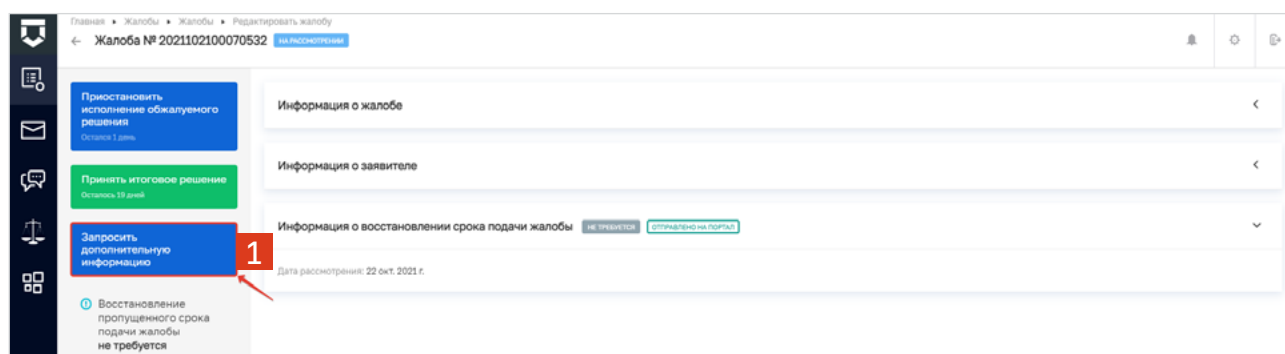 Главная ▸ Жалобы ▸ Жалобы ▸ Редактировать жалобу
← Жалоба № 2021102100070532 НА РАССМОТРЕНИИ
Приостановить
исполнение обжалуемого
решения
Остался 1 день
Принять итоговое решение
Осталось 19 дней
Запросить
дополнительную
информацию
1
Восстановление
пропущенного срока
подачи жалобы
не требуется
Информация о жалобе
Информация о заявителе
Информация о восстановлении срока подачи жалобы НЕ ТРЕБУЕТСЯ ОТПРАВЛЕНО НА ПОРТАЛ
Дата рассмотрения: 22 окт. 2021 г.